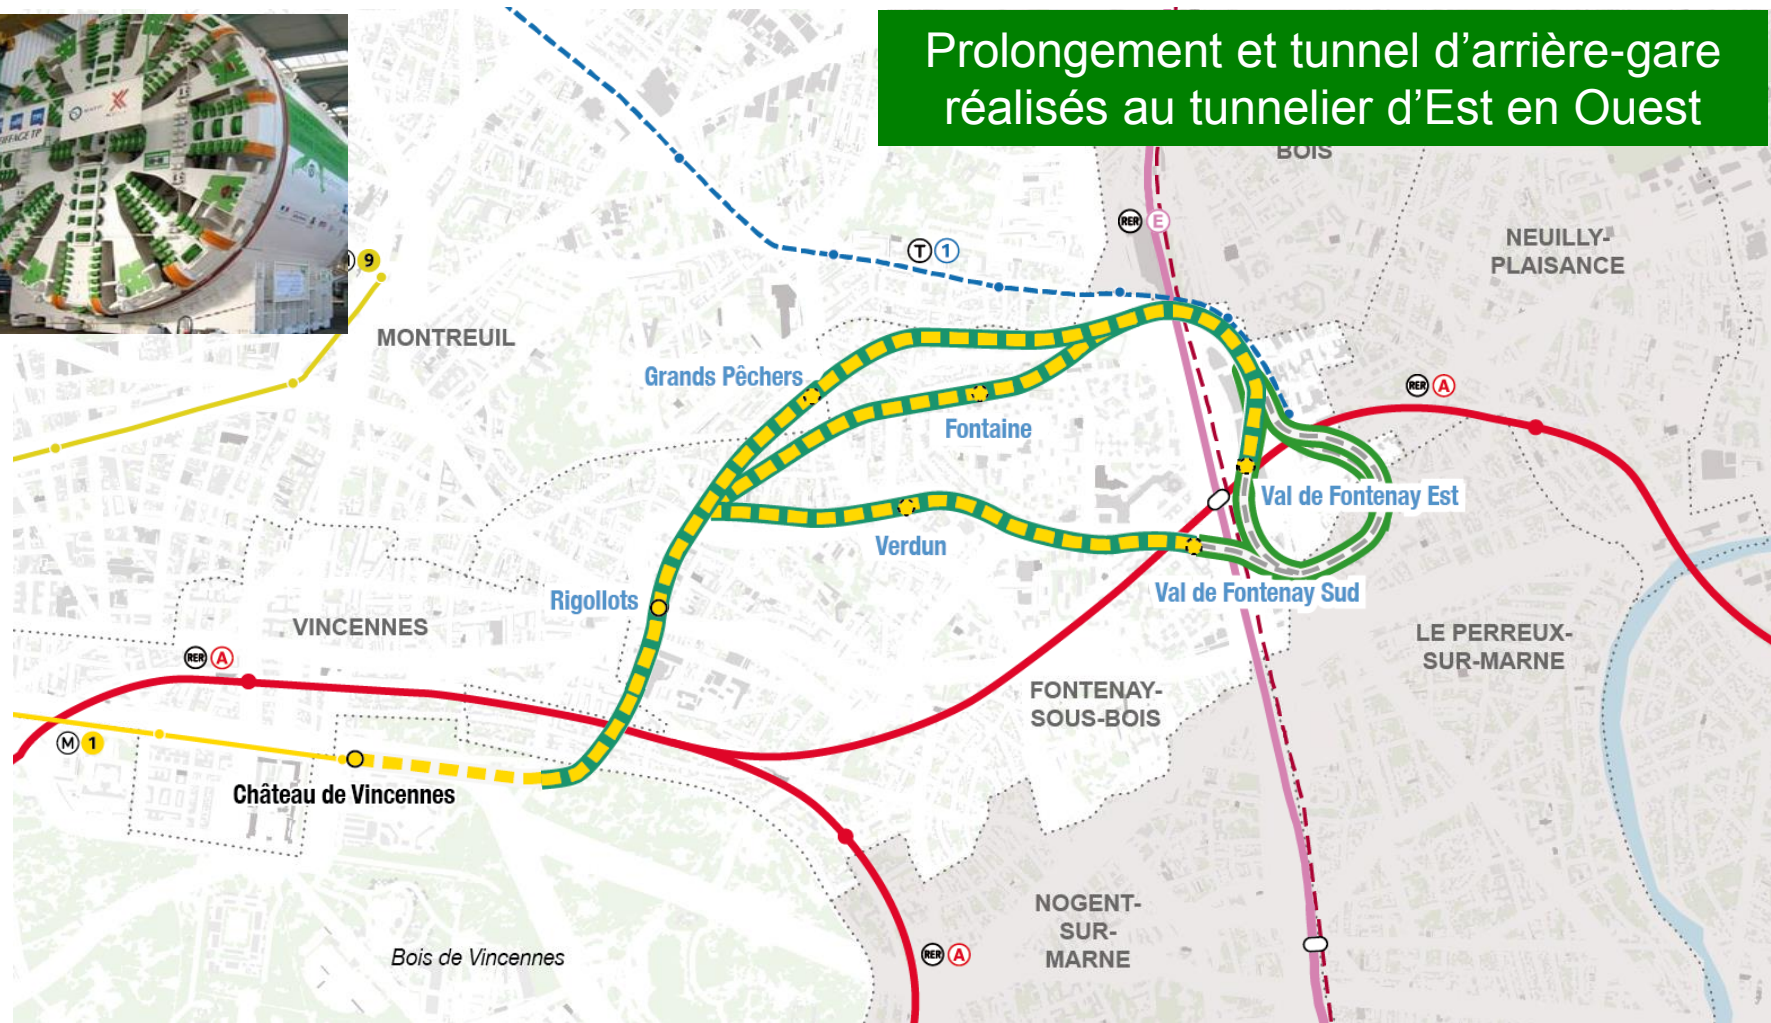 Prolongement et tunnel d'arrière-gare
réalisés au tunnelier d'Est en Ouest
BOIS
RER E
NEUILLY-
PLAISANCE
T 1
9
MONTREUIL
Grands Pêchers
RER A
Fontaine
Val de Fontenay Est
Verdun
Val de Fontenay Sud
Rigollots
VINCENNES
LE PERREUX-
SUR-MARNE
RER A
FONTENAY-
SOUS-BOIS
M 1
Château de Vincennes
NOGENT-
SUR-
MARNE
Bois de Vincennes
RER A